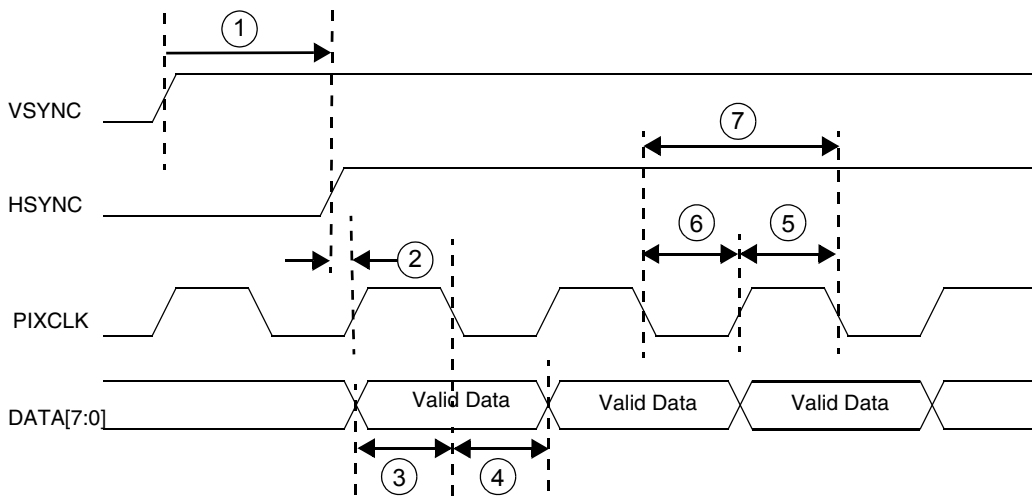 1
VSYNC
7
HSYNC
6 5
2
PIXCLK
Valid Data Valid Data Valid Data
DATA[7:0]
3 4